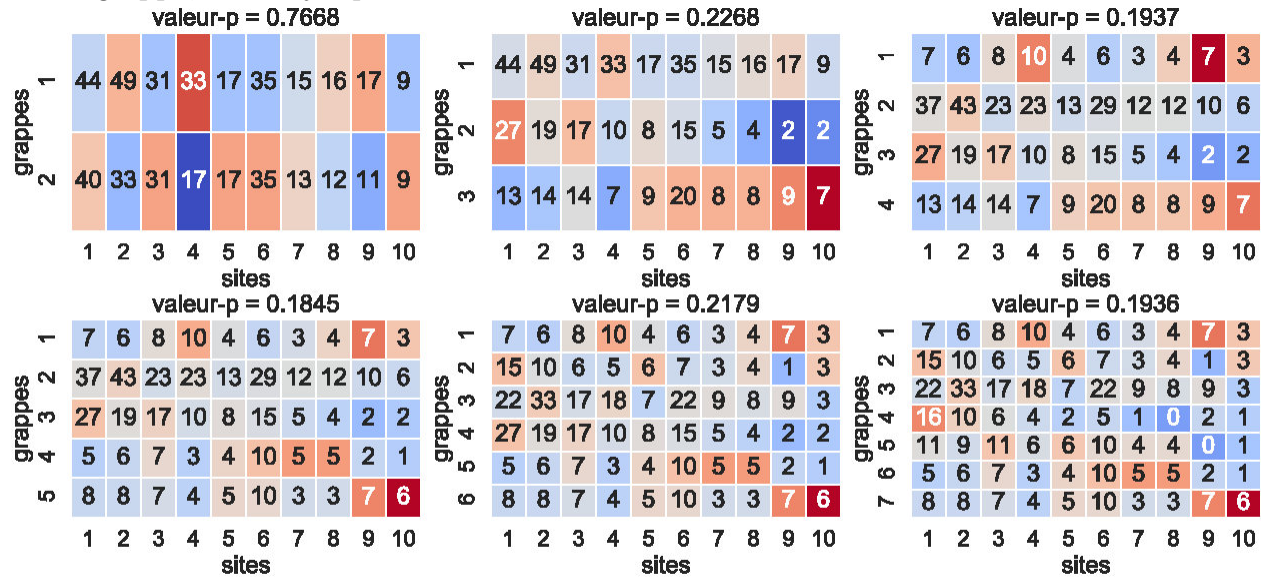 valeur-p = 0.7668
grappes
1 44 49 31 33 17 35 15 16 17 9
2 40 33 31 17 17 35 13 12 11 9
1 2 3 4 5 6 7 8 9 10
sites
valeur-p = 0.2268
grappes
1 44 49 31 33 17 35 15 16 17 9
2 27 19 17 10 8 15 5 4 2 2
3 13 14 14 7 9 20 8 8 9 7
1 2 3 4 5 6 7 8 9 10
sites
valeur-p = 0.1937
grappes
1 7 6 8 10 4 6 3 4 7 3
2 37 43 23 23 13 29 12 12 10 6
3 27 19 17 10 8 15 5 4 2 2
4 13 14 14 7 9 20 8 8 9 7
1 2 3 4 5 6 7 8 9 10
sites
valeur-p = 0.1845
grappes
1 7 6 8 10 4 6 3 4 7 3
2 37 43 23 23 13 29 12 12 10 6
3 27 19 17 10 8 15 5 4 2 2
4 5 6 7 3 4 10 5 5 2 1
5 8 8 7 4 5 10 3 3 7 6
1 2 3 4 5 6 7 8 9 10
sites
valeur-p = 0.2179
grappes
1 7 6 8 10 4 6 3 4 7 3
2 15 10 6 5 6 7 3 4 1 3
3 22 33 17 18 7 22 9 8 9 3
4 27 19 17 10 8 15 5 4 2 2
5 5 6 7 3 4 10 5 5 2 1
6 8 8 7 4 5 10 3 3 7 6
1 2 3 4 5 6 7 8 9 10
sites
valeur-p = 0.1936
grappes
1 7 6 8 10 4 6 3 4 7 3
2 15 10 6 5 6 7 3 4 1 3
3 22 33 17 18 7 22 9 8 9 3
4 16 10 6 4 2 5 1 0 2 1
5 11 9 11 6 6 10 4 4 0 1
6 5 6 7 3 4 10 5 5 2 1
7 8 8 7 4 5 10 3 3 7 6
1 2 3 4 5 6 7 8 9 10
sites